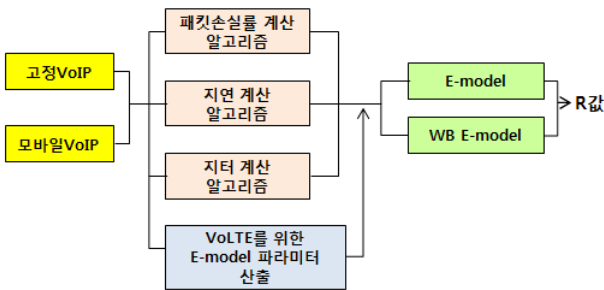 고정VoIP
모바일VoIP
패킷손실률 계산
알고리즘
지연 계산
알고리즘
지터 계산
알고리즘
VoLTE를 위한
E-model 파라미터
산출
E-model
WB E-model
R값